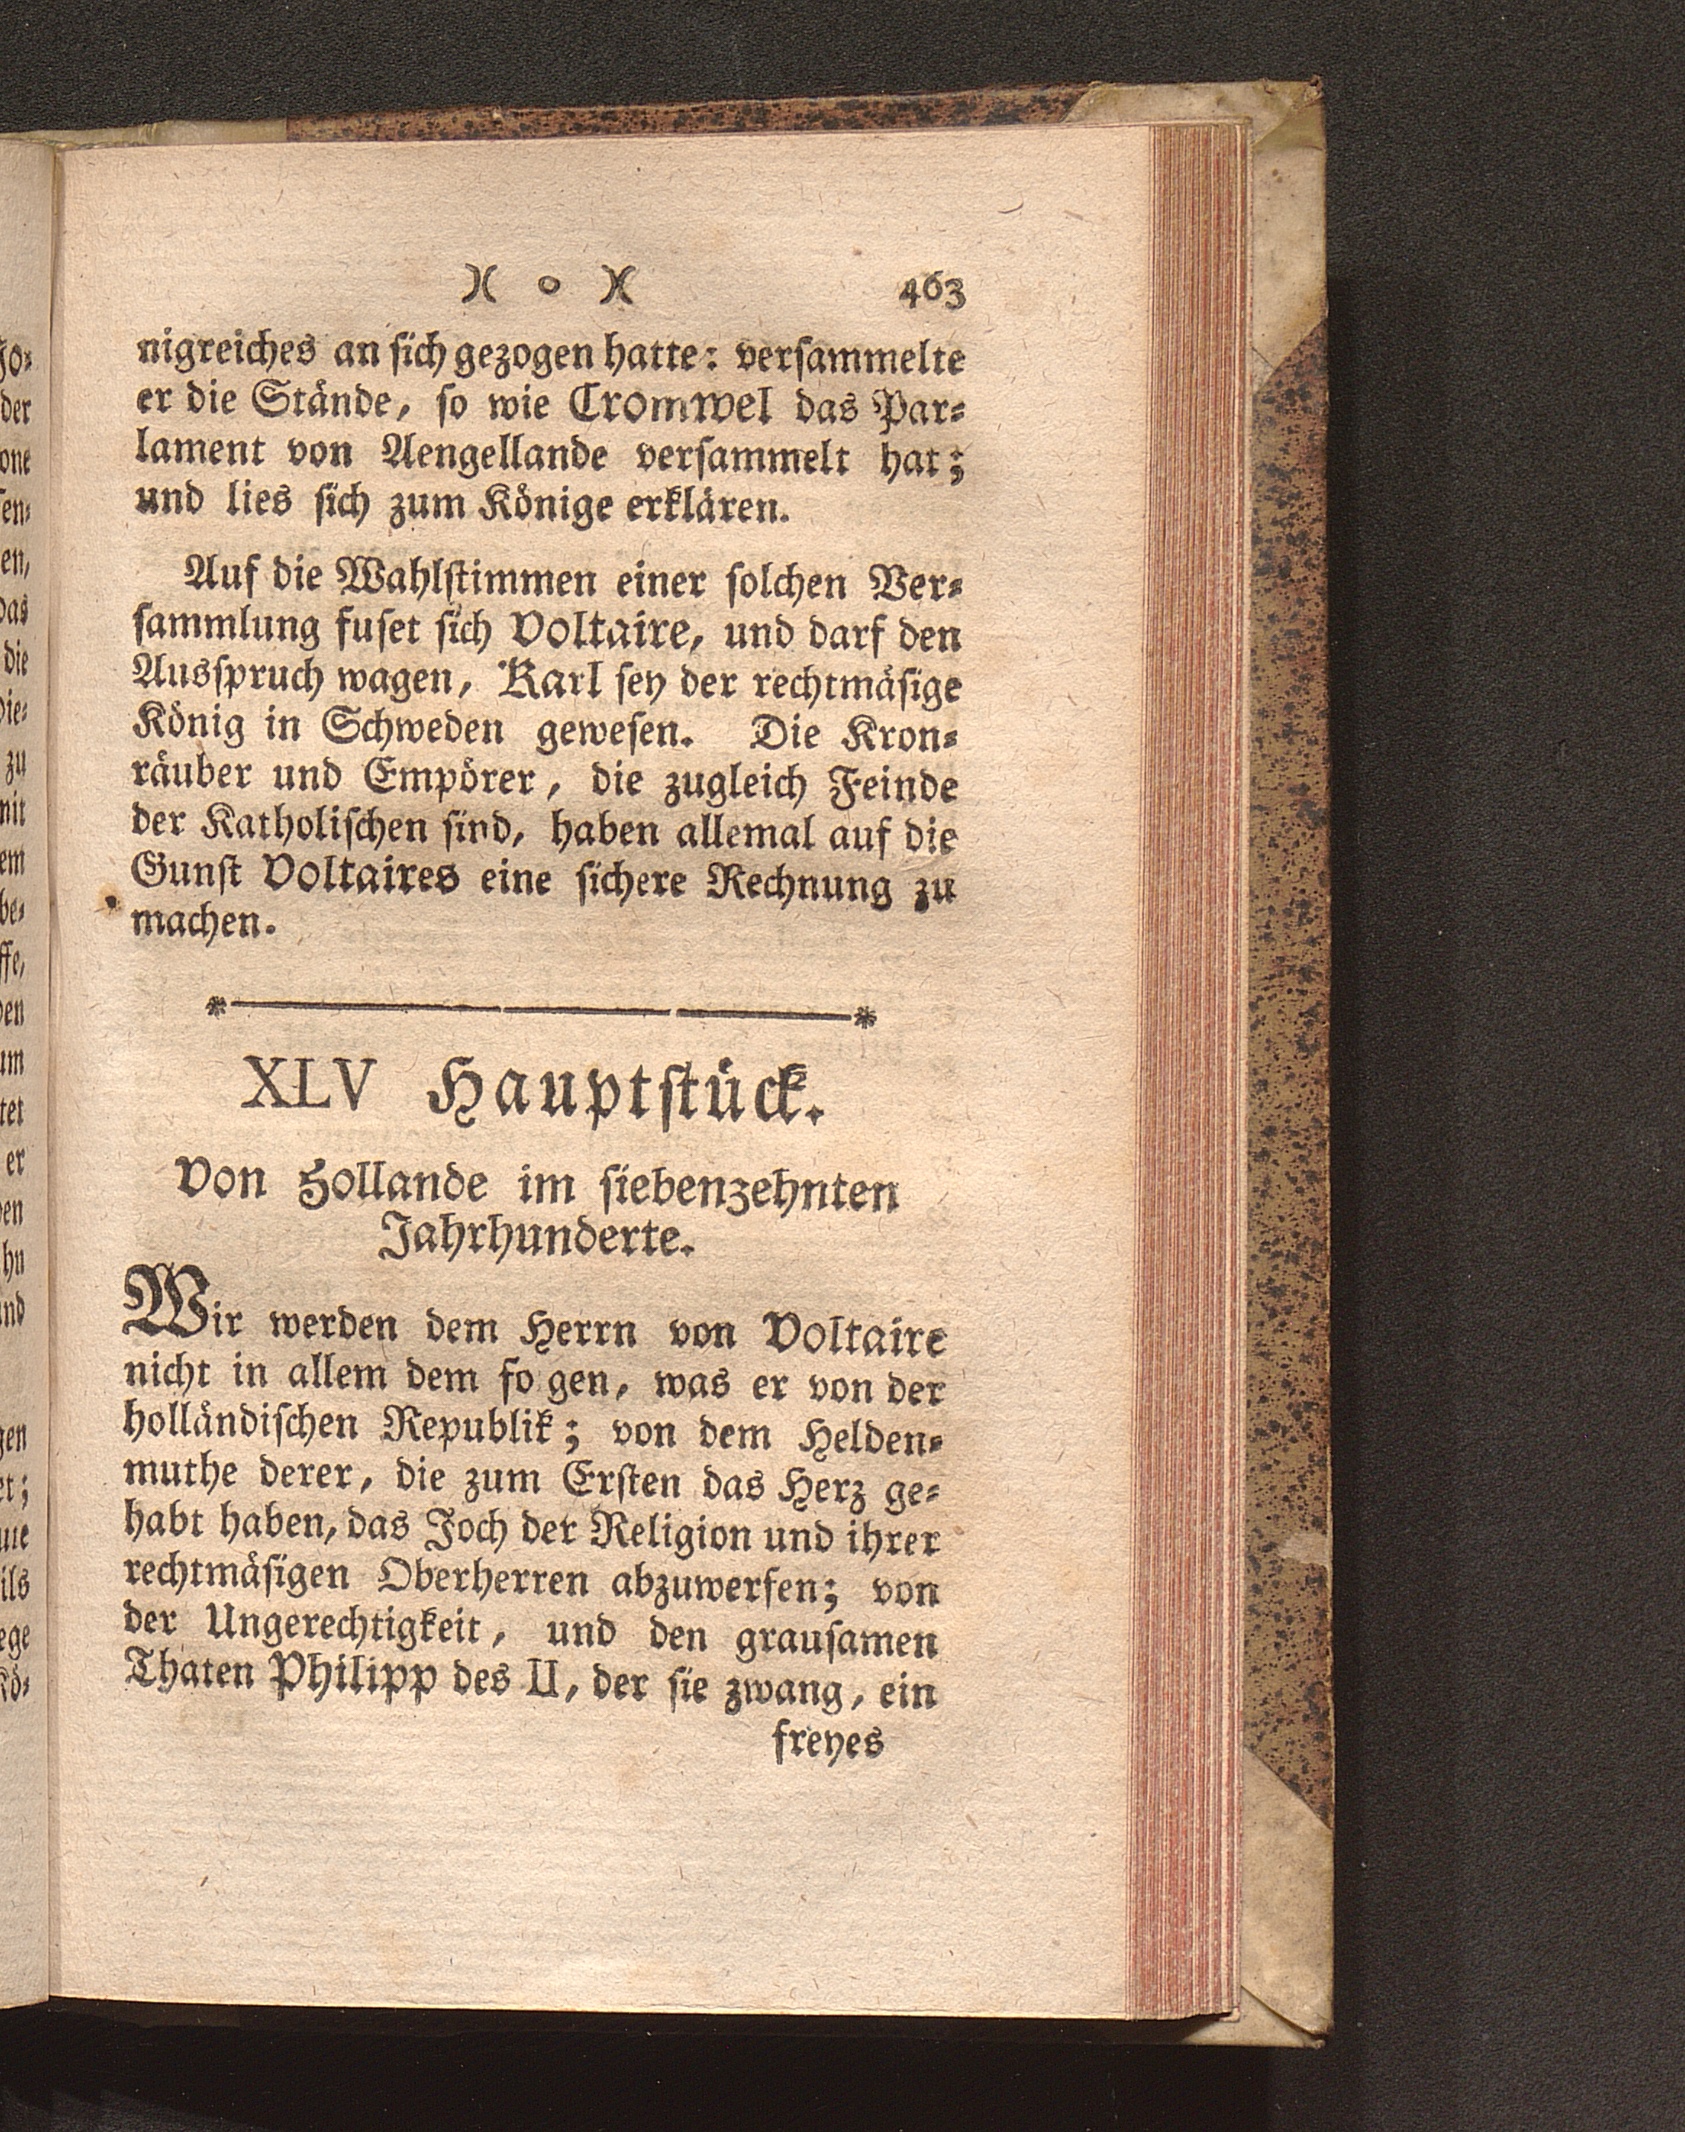 )( o )( 463
nigreiches an sich gezogen hatte: versammelte
er die Stände, so wie Cromwel das Par=
lament von Aengellande versammelt hat;
und lies sich zum Könige erklären.
Auf die Wahlstimmen einer solchen Ver=
sammlung fuset sich Voltaire, und darf den
Ausspruch wagen, Karl sey der rechtmäsige
König in Schweden gewesen. Die Kron=
räuber und Empörer, die zugleich Feinde
der Katholischen sind, haben allemal auf die
Gunst Voltaires eine sichere Rechnung zu
machen.
XLV Hauptstück.
Von Hollande im siebenzehnten
Jahrhunderte.
Wir werden dem Herrn von Voltaire
nicht in allem dem fo gen, was er von der
holländischen Republik; von dem Helden=
muthe derer, die zum Ersten das Herz ge=
habt haben, das Joch der Religion und ihrer
rechtmäsigen Oberherren abzuwerfen; von
der Ungerechtigkeit, und den grausamen
Thaten Philipp des II, der sie zwang, ein
freyes